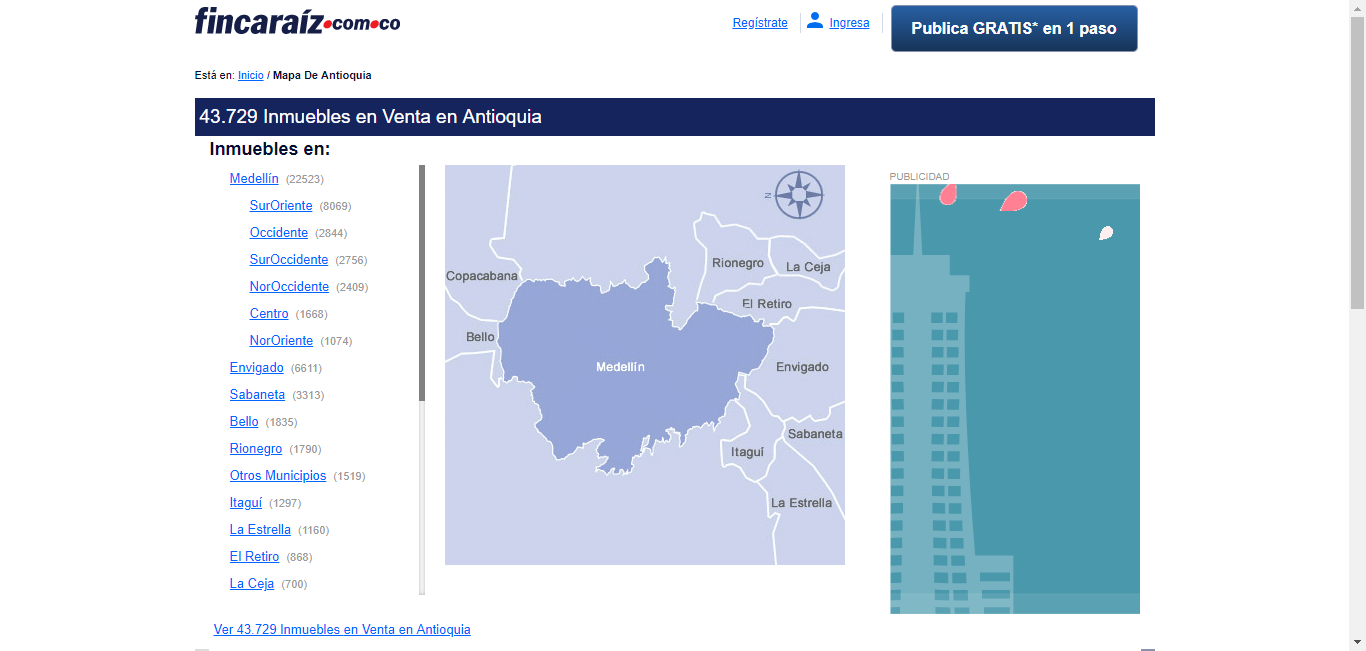 fincaraíz.com.co
Regístrate
Ingresa
Publica GRATIS* en 1 paso
Está en: Inicio / Mapa De Antioquia
43.729 Inmuebles en Venta en Antioquia
Inmuebles en:
Medellín (22523)
SurOriente (8069)
Occidente (2844)
SurOccidente (2756)
NorOccidente (2409)
Centro (1668)
NorOriente (1074)
Envigado (6611)
Sabaneta (3313)
Bello (1835)
Rionegro (1790)
Otros Municipios (1519)
Itaguí (1297)
La Estrella (1160)
El Retiro (868)
La Ceja (700)
Ver 43.729 Inmuebles en Venta en Antioquia
N
Rionegro
La Ceja
Copacabana
El Retiro
Bello
Medellín
Envigado
Sabaneta
Itaguí
La Estrella
PUBLICIDAD